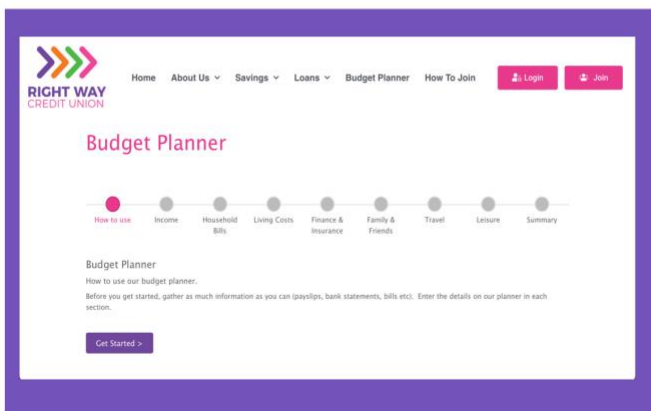 RIGHT WAY
CREDIT UNION
Home About Us Savings Loans Budget Planner How To Join Login Join
Budget Planner
How to use Income Household Bills Living Costs Finance & Insurance Family & Friends Travel Leisure Summary
Budget Planner
How to use our budget planner.
Before you get started, gather as much information as you can (payslips, bank statements, bills etc). Enter the details on our planner in each
section.
Get Started >